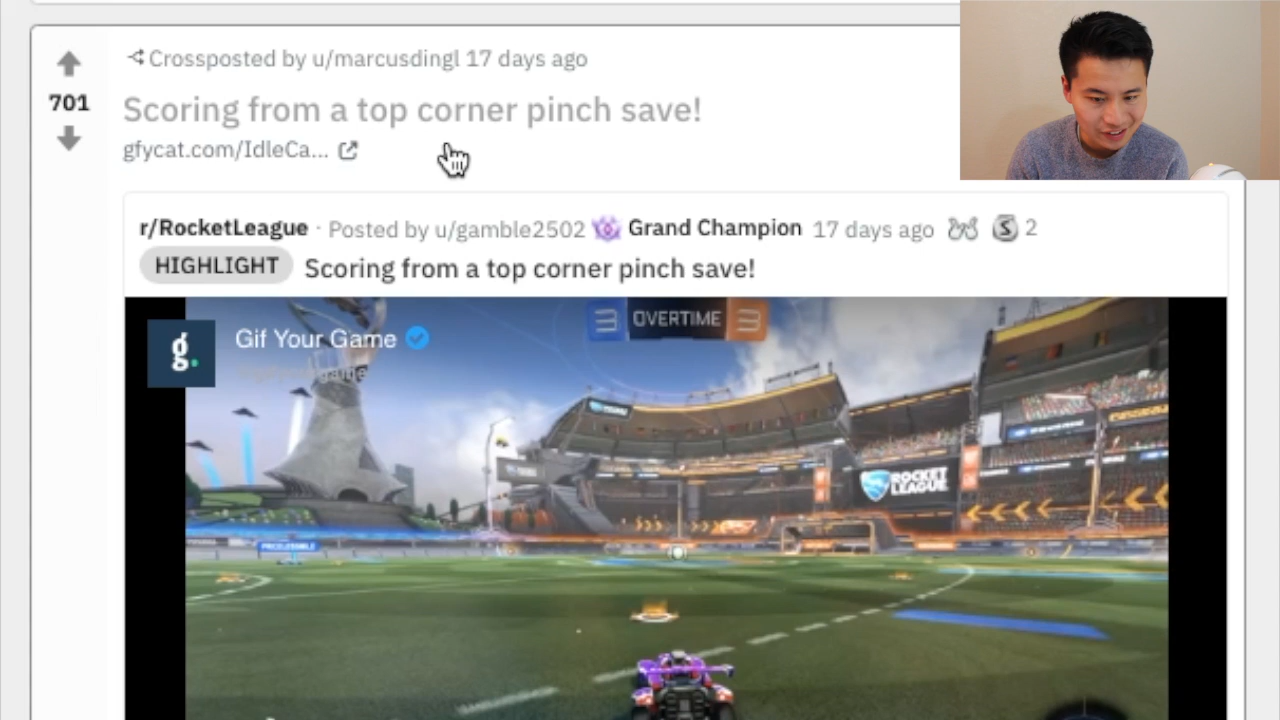 Crossposted by u/marcusdingl 17 days ago
701
Scoring from a top corner pinch save!
gfycat.com/IdleCa...
r/RocketLeague · Posted by u/gamble2502 Grand Champion 17 days ago S 2
HIGHLIGHT Scoring from a top corner pinch save!
3 OVERTIME 3
g. Gif Your Game
ROCKET
LEAGUE